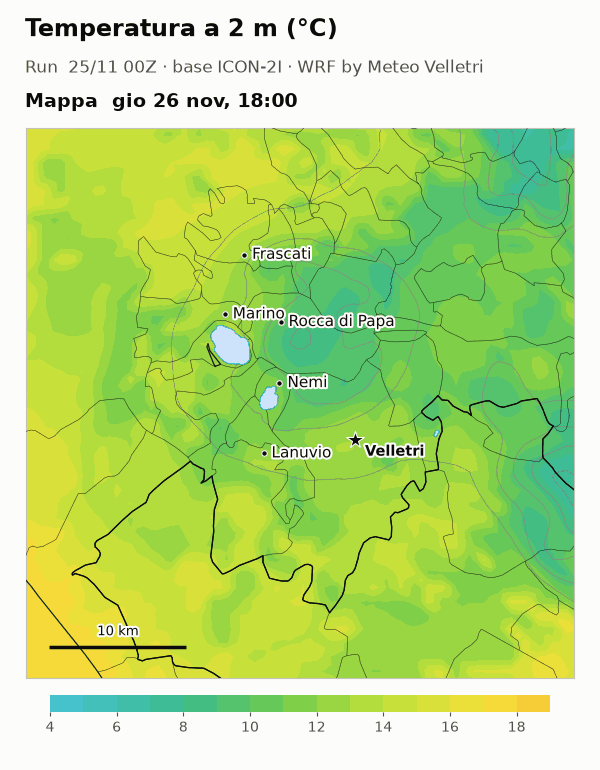 Temperatura a 2 m (°C)
Run  25/11 00Z · base ICON-2I · WRF by Meteo Velletri
Mappa  gio 26 nov, 18:00
Frascati
Marino
Rocca di Papa
Nemi
Velletri
Lanuvio
10 km
4 6 8 10 12 14 16 18